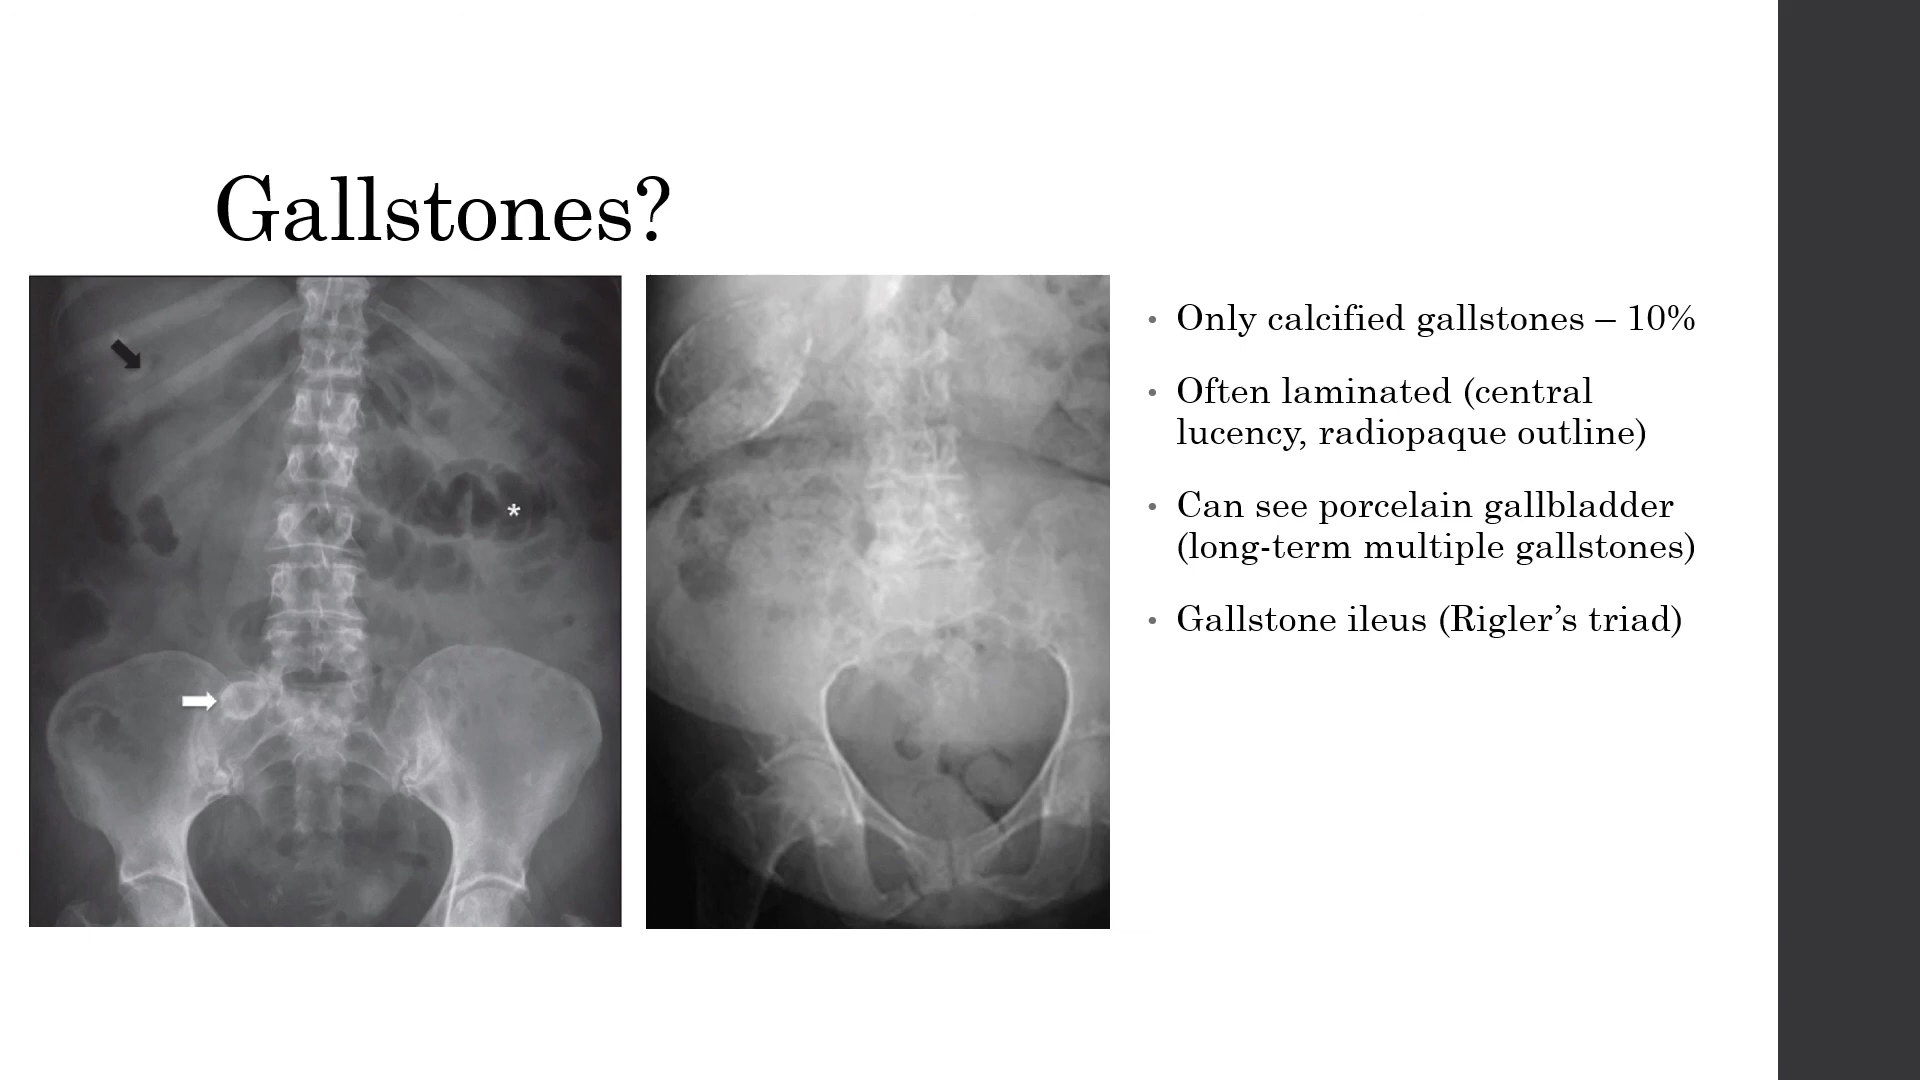 Gallstones?
*
• Only calcified gallstones – 10%
• Often laminated (central
lucency, radiopaque outline)
• Can see porcelain gallbladder
(long-term multiple gallstones)
• Gallstone ileus (Rigler’s triad)